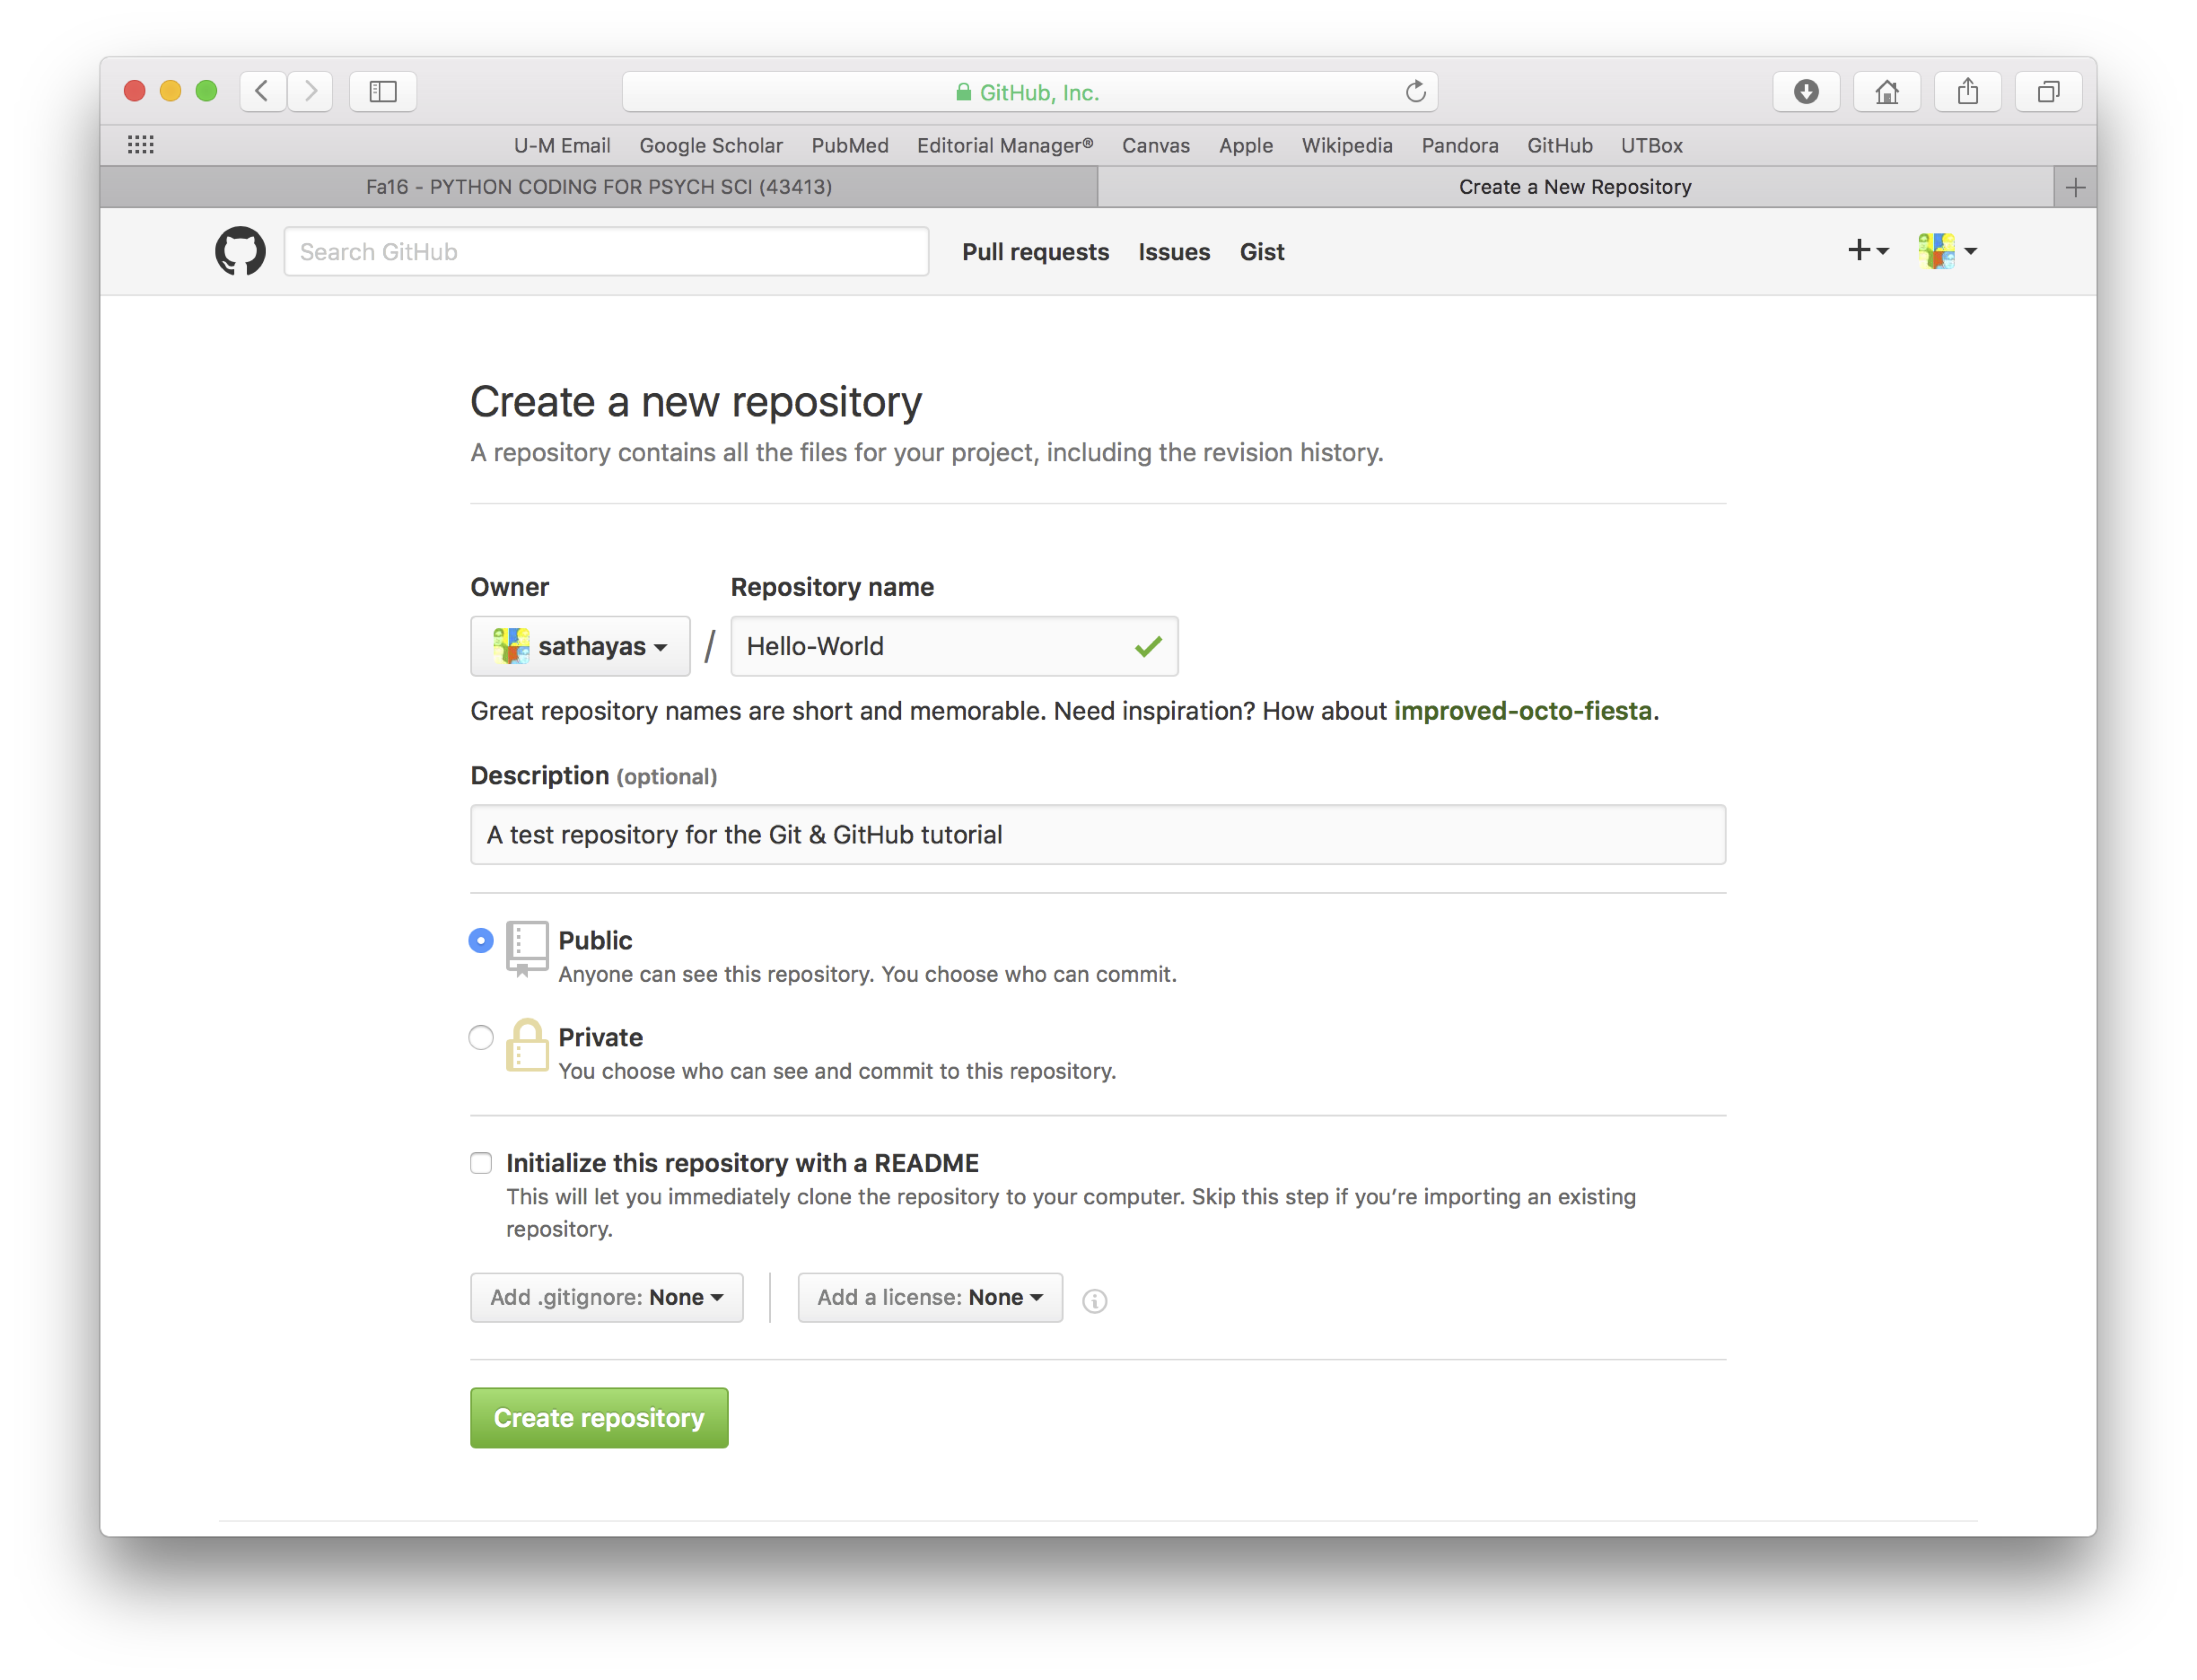 GitHub, Inc.
U-M Email Google Scholar PubMed Editorial Manager® Canvas Apple Wikipedia Pandora GitHub UTBox
Fa16 - PYTHON CODING FOR PSYCH SCI (43413) Create a New Repository
Search GitHub Pull requests Issues Gist
Create a new repository
A repository contains all the files for your project, including the revision history.
Owner Repository name
sathayas / Hello-World
Great repository names are short and memorable. Need inspiration? How about improved-octo-fiesta.
Description (optional)
A test repository for the Git & GitHub tutorial
Public
Anyone can see this repository. You choose who can commit.
Private
You choose who can see and commit to this repository.
Initialize this repository with a README
This will let you immediately clone the repository to your computer. Skip this step if you’re importing an existing
repository.
Add .gitignore: None Add a license: None
Create repository